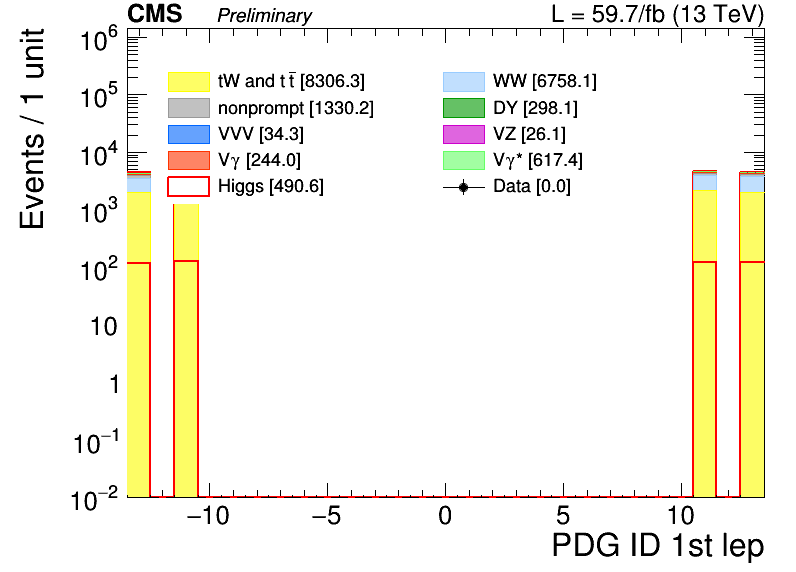 CMS Preliminary L = 59.7/fb (13 TeV)
Events / 1 unit
10⁶
10⁵
10⁴
10³
10²
10
1
10⁻¹
10⁻²
tW and t t̅ [8306.3] WW [6758.1]
nonprompt [1330.2] DY [298.1]
VVV [34.3] VZ [26.1]
Vγ [244.0] Vγ* [617.4]
Higgs [490.6] Data [0.0]
−10 −5 0 5 10
PDG ID 1st lep